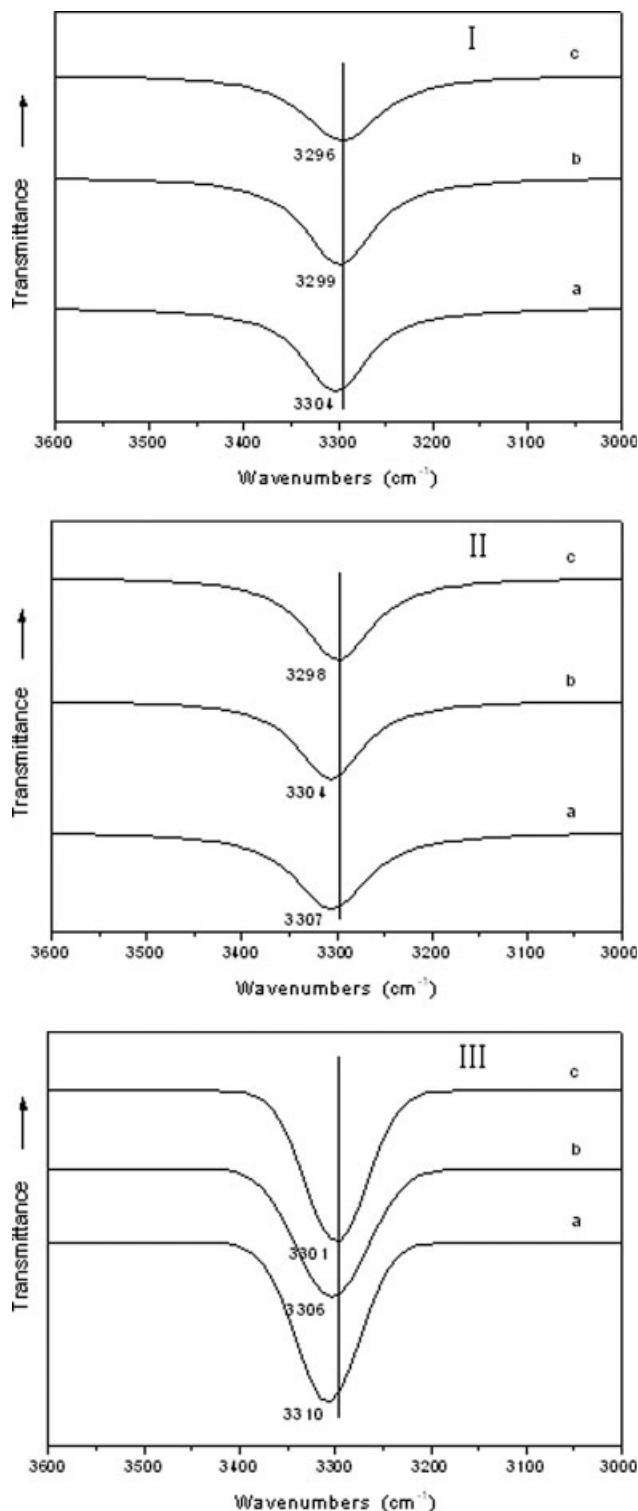 I
c
3296
b
3299
a
3304
Transmittance
3600 3500 3400 3300 3200 3100 3000
Wavenumbers (cm⁻¹)
II
c
3298
b
3304
a
3307
Transmittance
3600 3500 3400 3300 3200 3100 3000
Wavenumbers (cm⁻¹)
III
c
b
a
3301
3306
3310
Transmittance
3600 3500 3400 3300 3200 3100 3000
Wavenumbers (cm⁻¹)